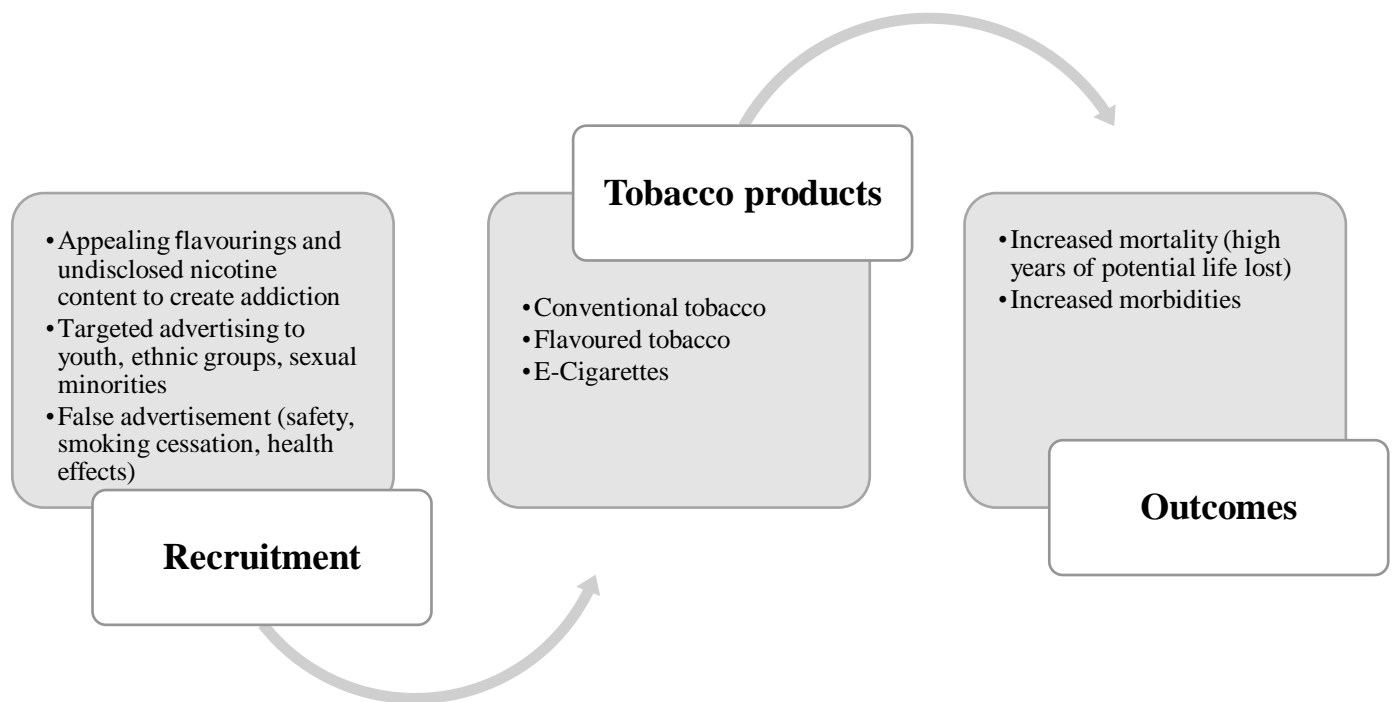 •Appealing flavourings and
undisclosed nicotine
content to create addiction
•Targeted advertising to
youth, ethnic groups, sexual
minorities
•False advertisement (safety,
smoking cessation, health
effects)
Recruitment
Tobacco products
•Conventional tobacco
•Flavoured tobacco
•E-Cigarettes
•Increased mortality (high
years of potential life lost)
•Increased morbidities
Outcomes